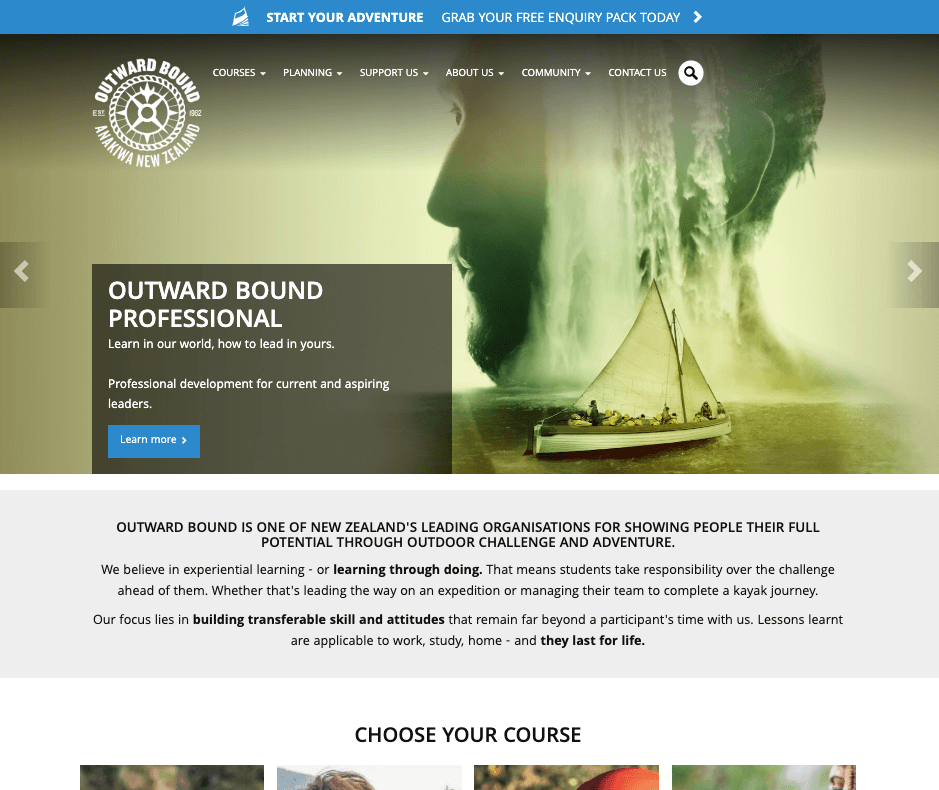 START YOUR ADVENTURE GRAB YOUR FREE ENQUIRY PACK TODAY
OUTWARD BOUND
EST. 1962
ANAKIWA NEW ZEALAND
COURSES PLANNING SUPPORT US ABOUT US COMMUNITY CONTACT US
OUTWARD BOUND
PROFESSIONAL
Learn in our world, how to lead in yours.
Professional development for current and aspiring
leaders.
Learn more
OUTWARD BOUND IS ONE OF NEW ZEALAND'S LEADING ORGANISATIONS FOR SHOWING PEOPLE THEIR FULL
POTENTIAL THROUGH OUTDOOR CHALLENGE AND ADVENTURE.
We believe in experiential learning - or learning through doing. That means students take responsibility over the challenge
ahead of them. Whether that's leading the way on an expedition or managing their team to complete a kayak journey.
Our focus lies in building transferable skill and attitudes that remain far beyond a participant's time with us. Lessons learnt
are applicable to work, study, home - and they last for life.
CHOOSE YOUR COURSE